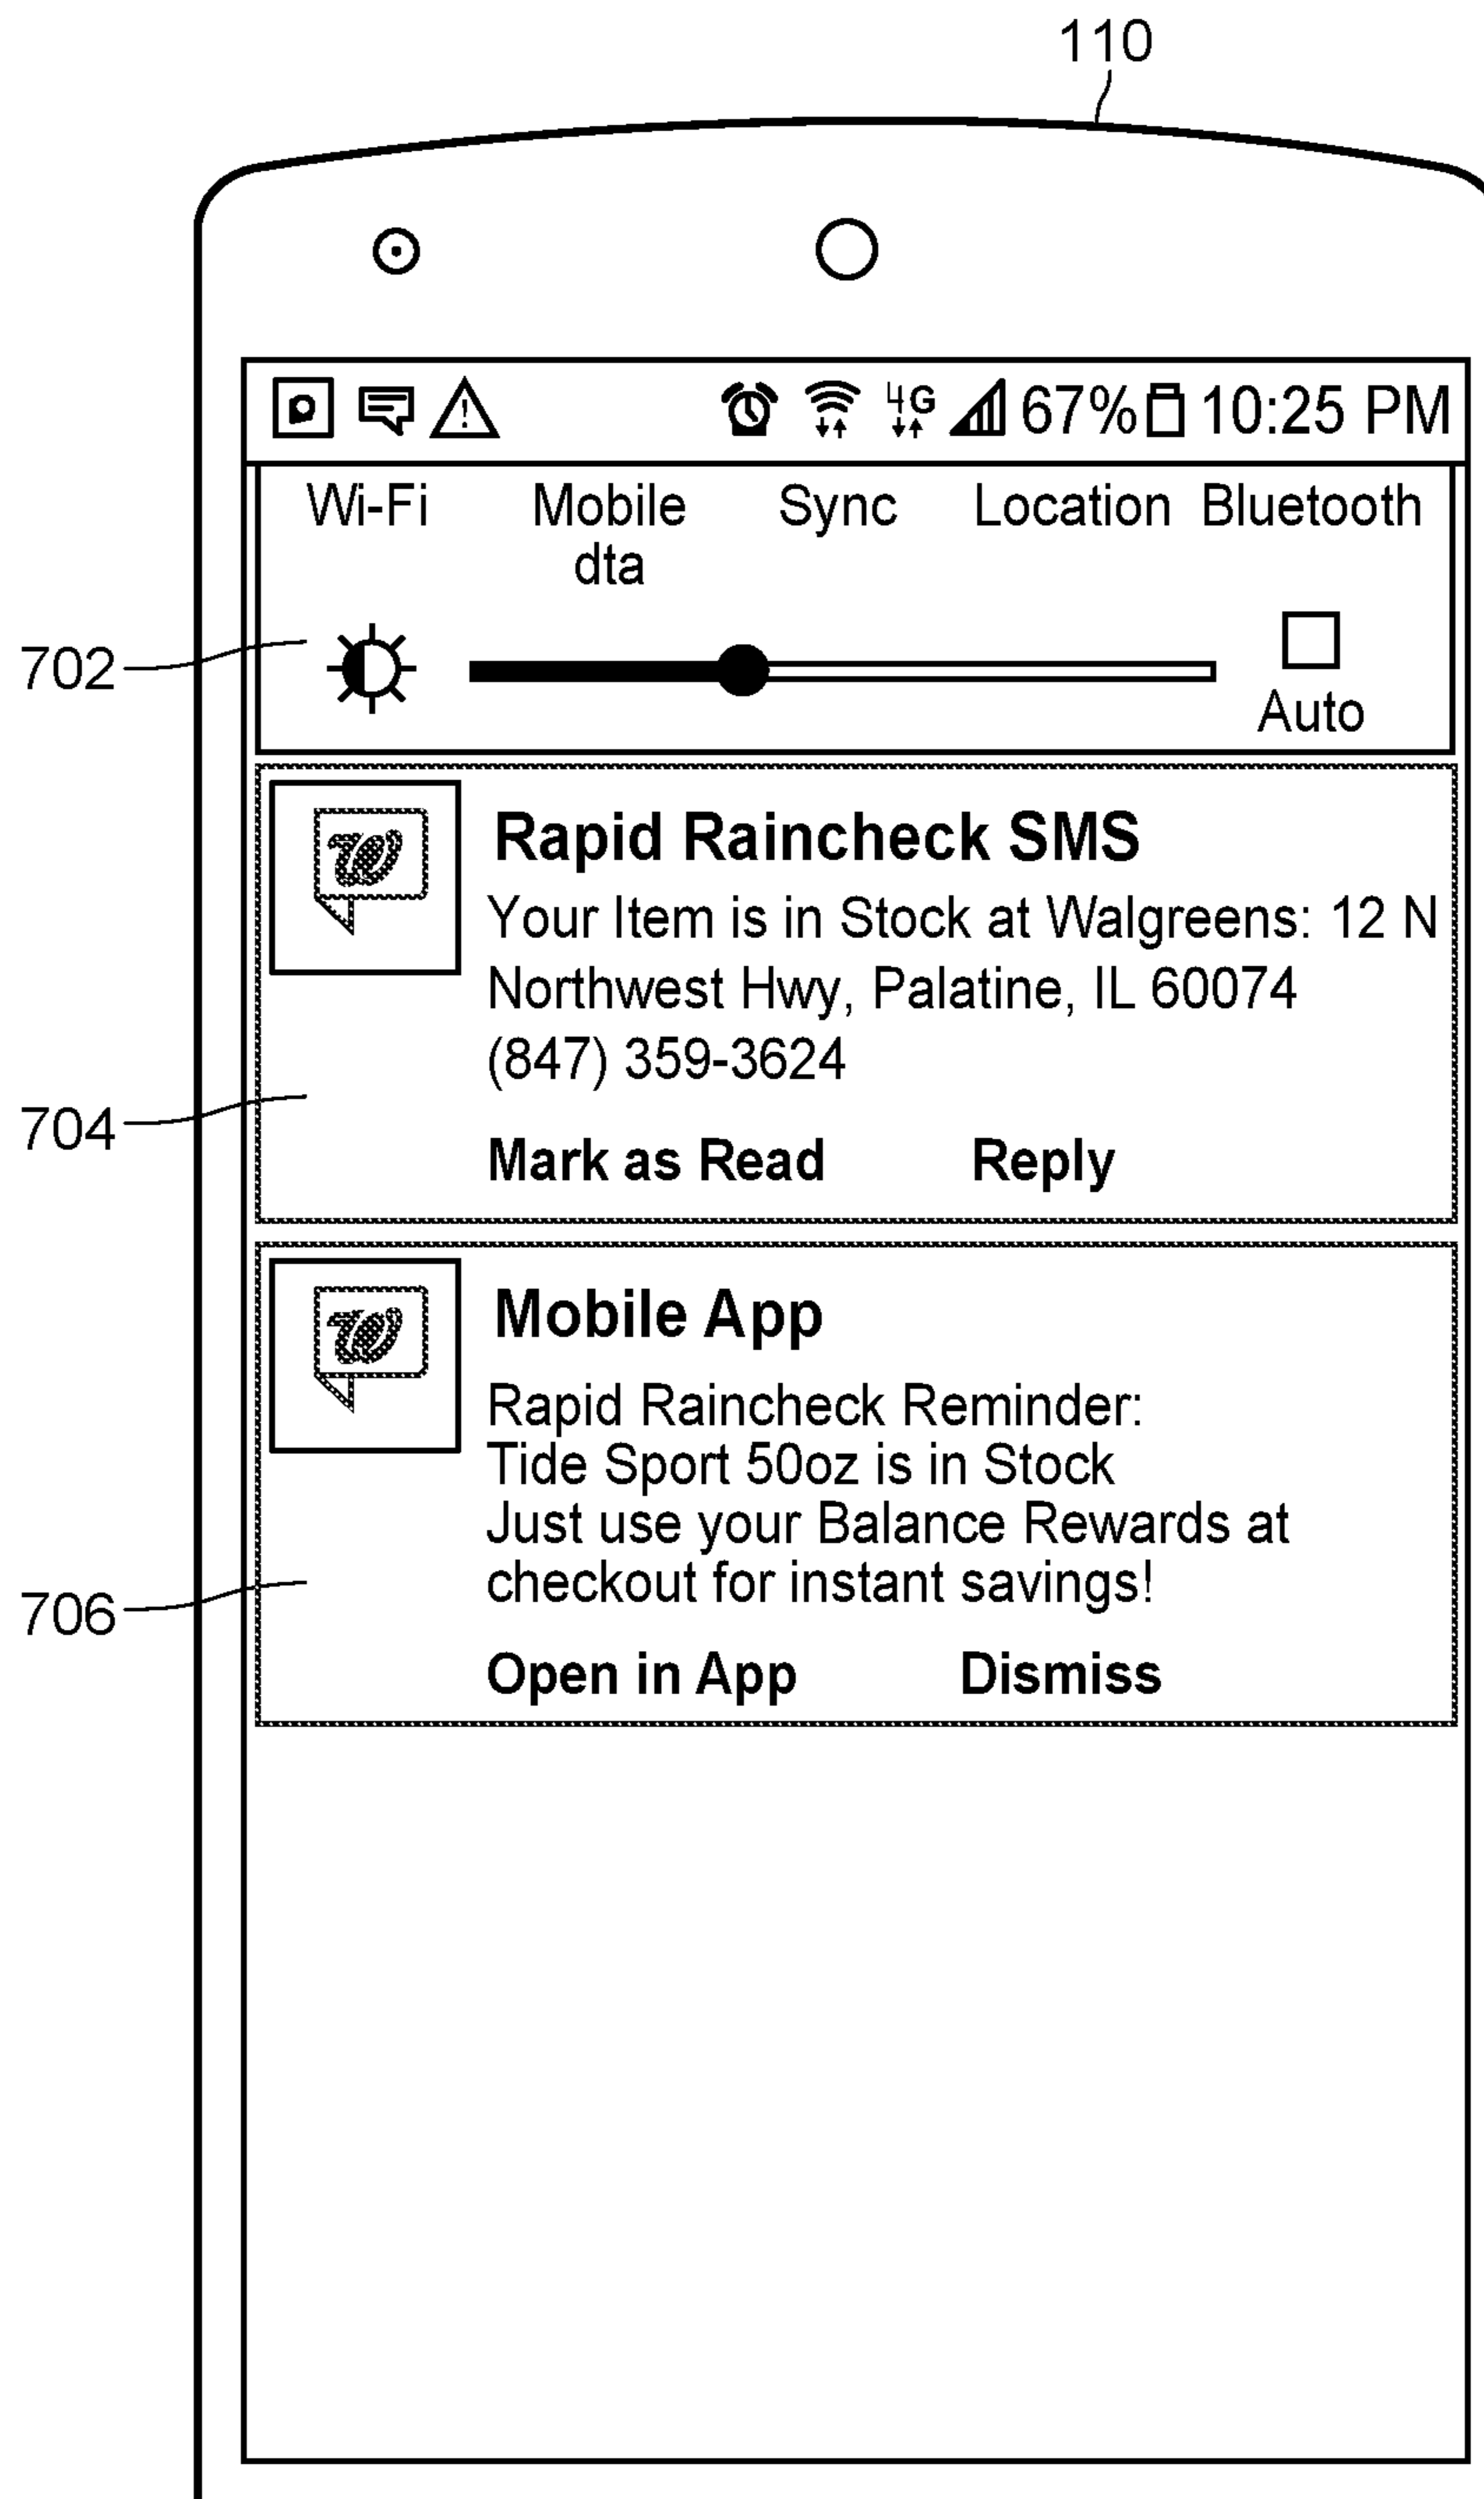 110
4G 67% 10:25 PM
Wi-Fi Mobile dta Sync Location Bluetooth
702
Auto
Rapid Raincheck SMS
Your Item is in Stock at Walgreens: 12 N
Northwest Hwy, Palatine, IL 60074
(847) 359-3624
704
Mark as Read Reply
Mobile App
Rapid Raincheck Reminder:
Tide Sport 50oz is in Stock
Just use your Balance Rewards at
checkout for instant savings!
706
Open in App Dismiss